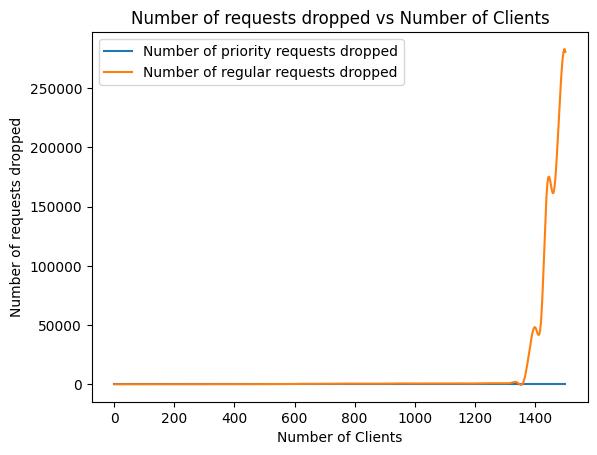 Number of requests dropped vs Number of Clients
Number of priority requests dropped
Number of regular requests dropped
Number of requests dropped
250000
200000
150000
100000
50000
0
0 200 400 600 800 1000 1200 1400
Number of Clients